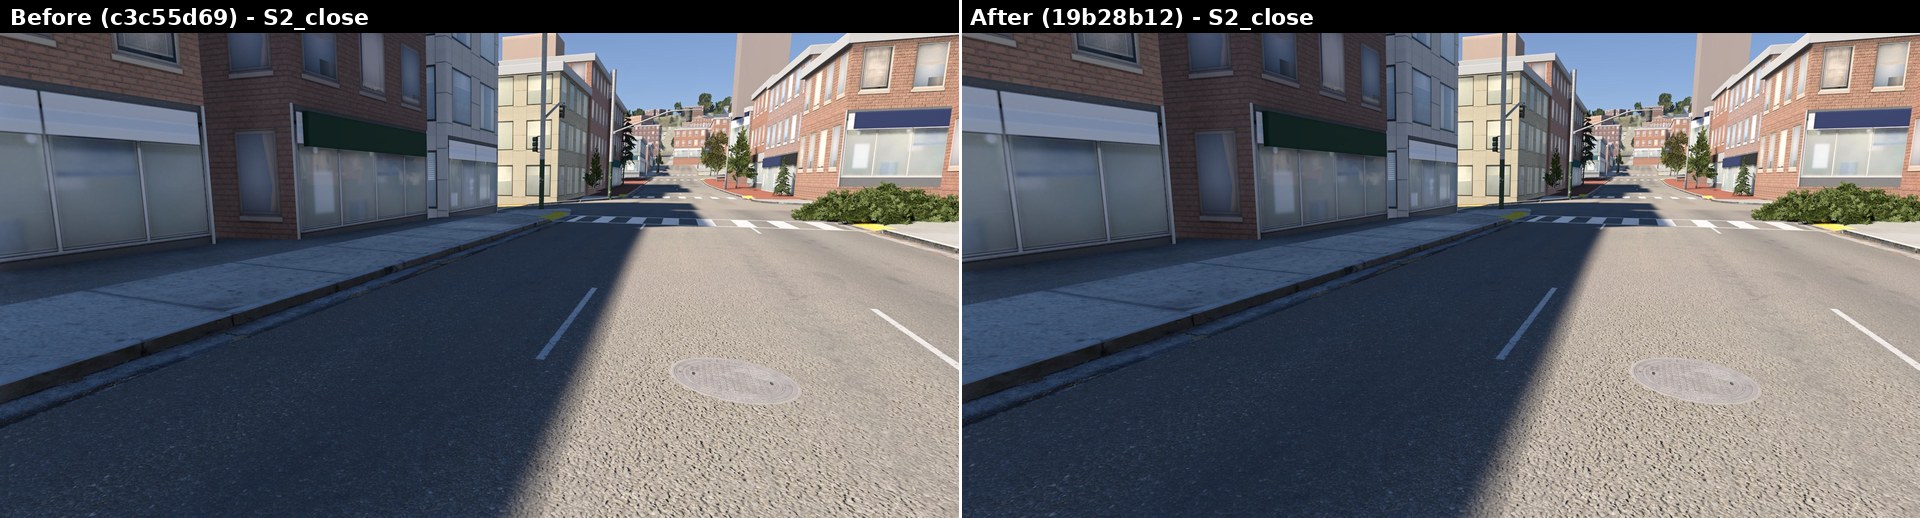 Before (c3c55d69) - S2_close
After (19b28b12) - S2_close